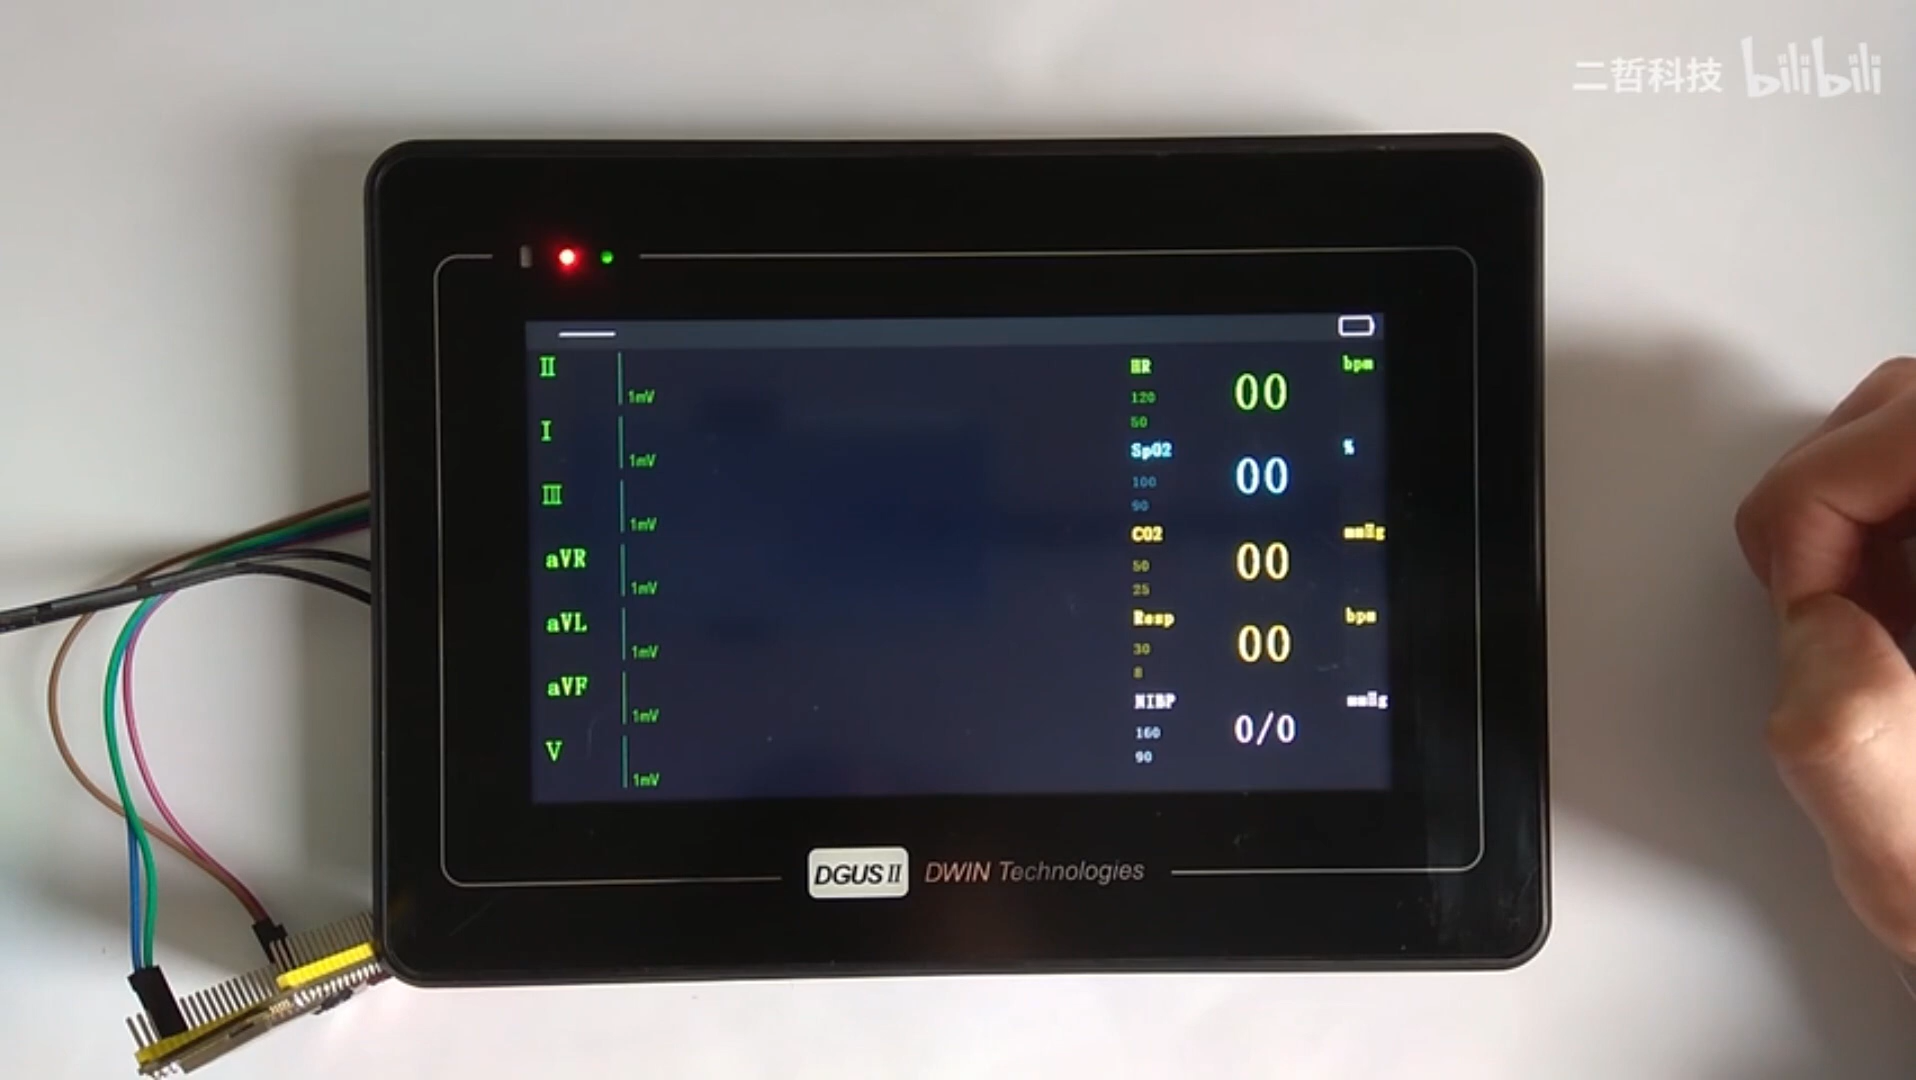 二哲科技 bilibili
II
1mV
I
1mV
III
1mV
aVR
1mV
aVL
1mV
aVF
1mV
V
1mV
HR 00 bpm
120
50
SpO2 00 %
100
90
CO2 00 mmHg
50
25
Resp 00 bpm
30
8
NIBP 0/0 mmHg
160
90
DGUS II DWIN Technologies